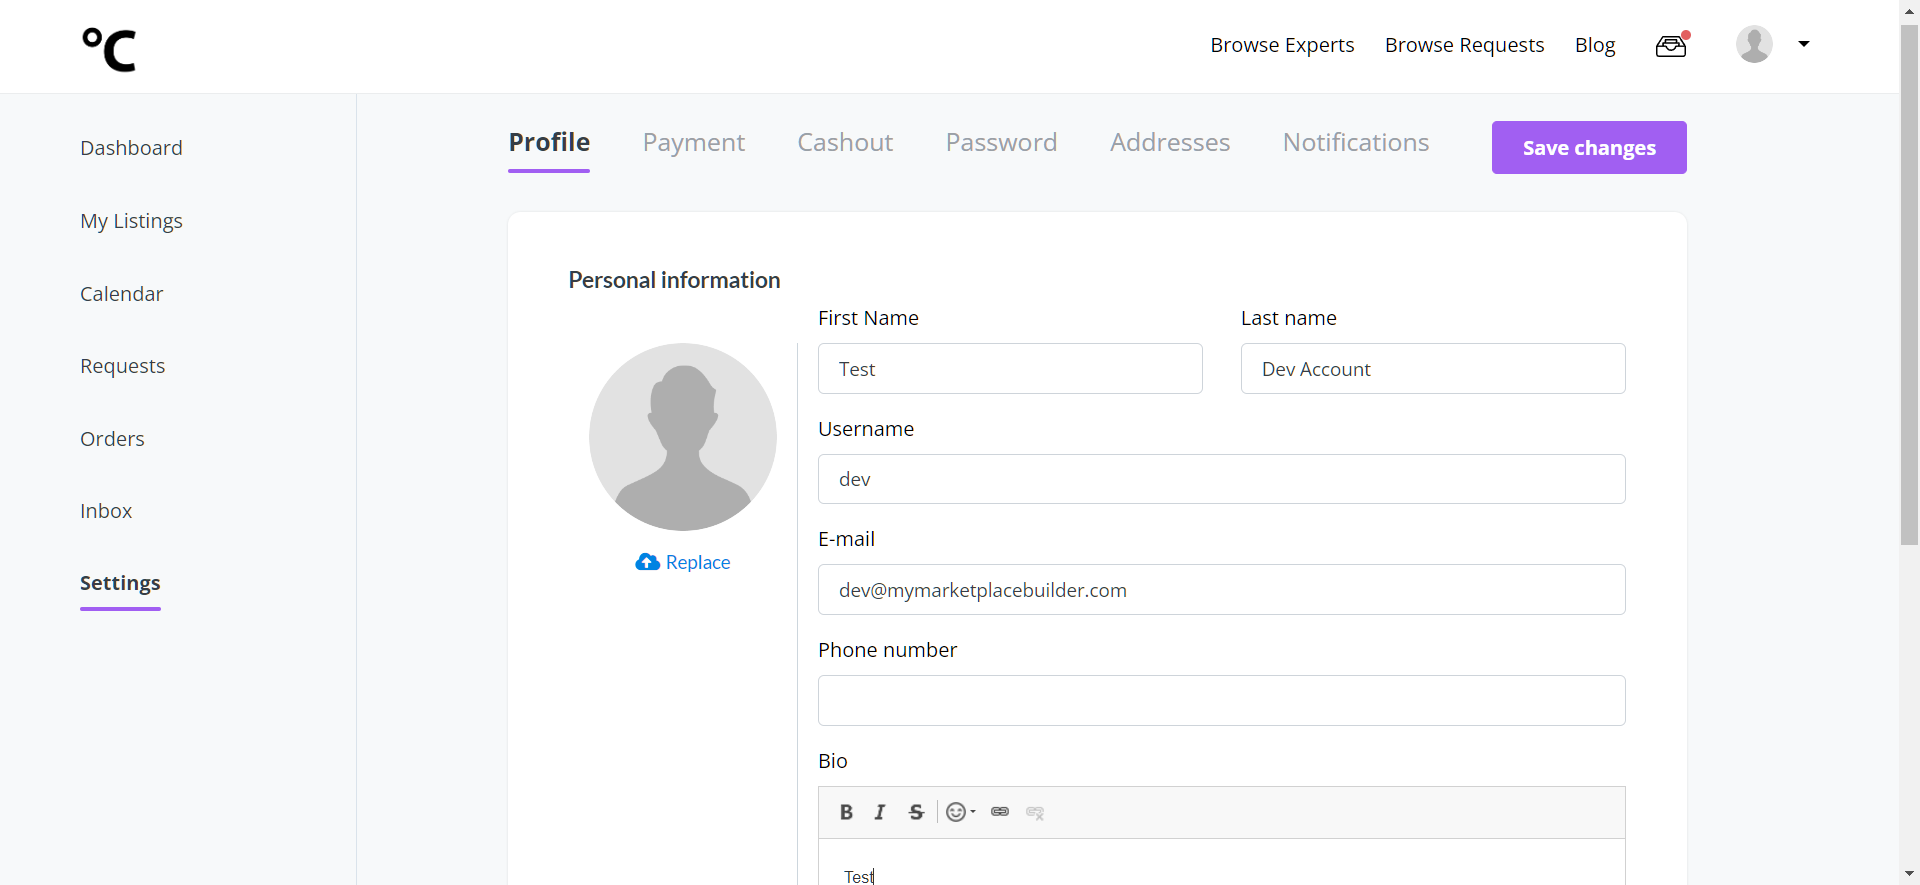 °C
Browse Experts Browse Requests Blog
Dashboard
My Listings
Calendar
Requests
Orders
Inbox
Settings
Profile Payment Cashout Password Addresses Notifications Save changes
Personal information
First Name Last name
Test Dev Account
Username
dev
E-mail
dev@mymarketplacebuilder.com
Phone number
Replace
Bio
B I S
Test